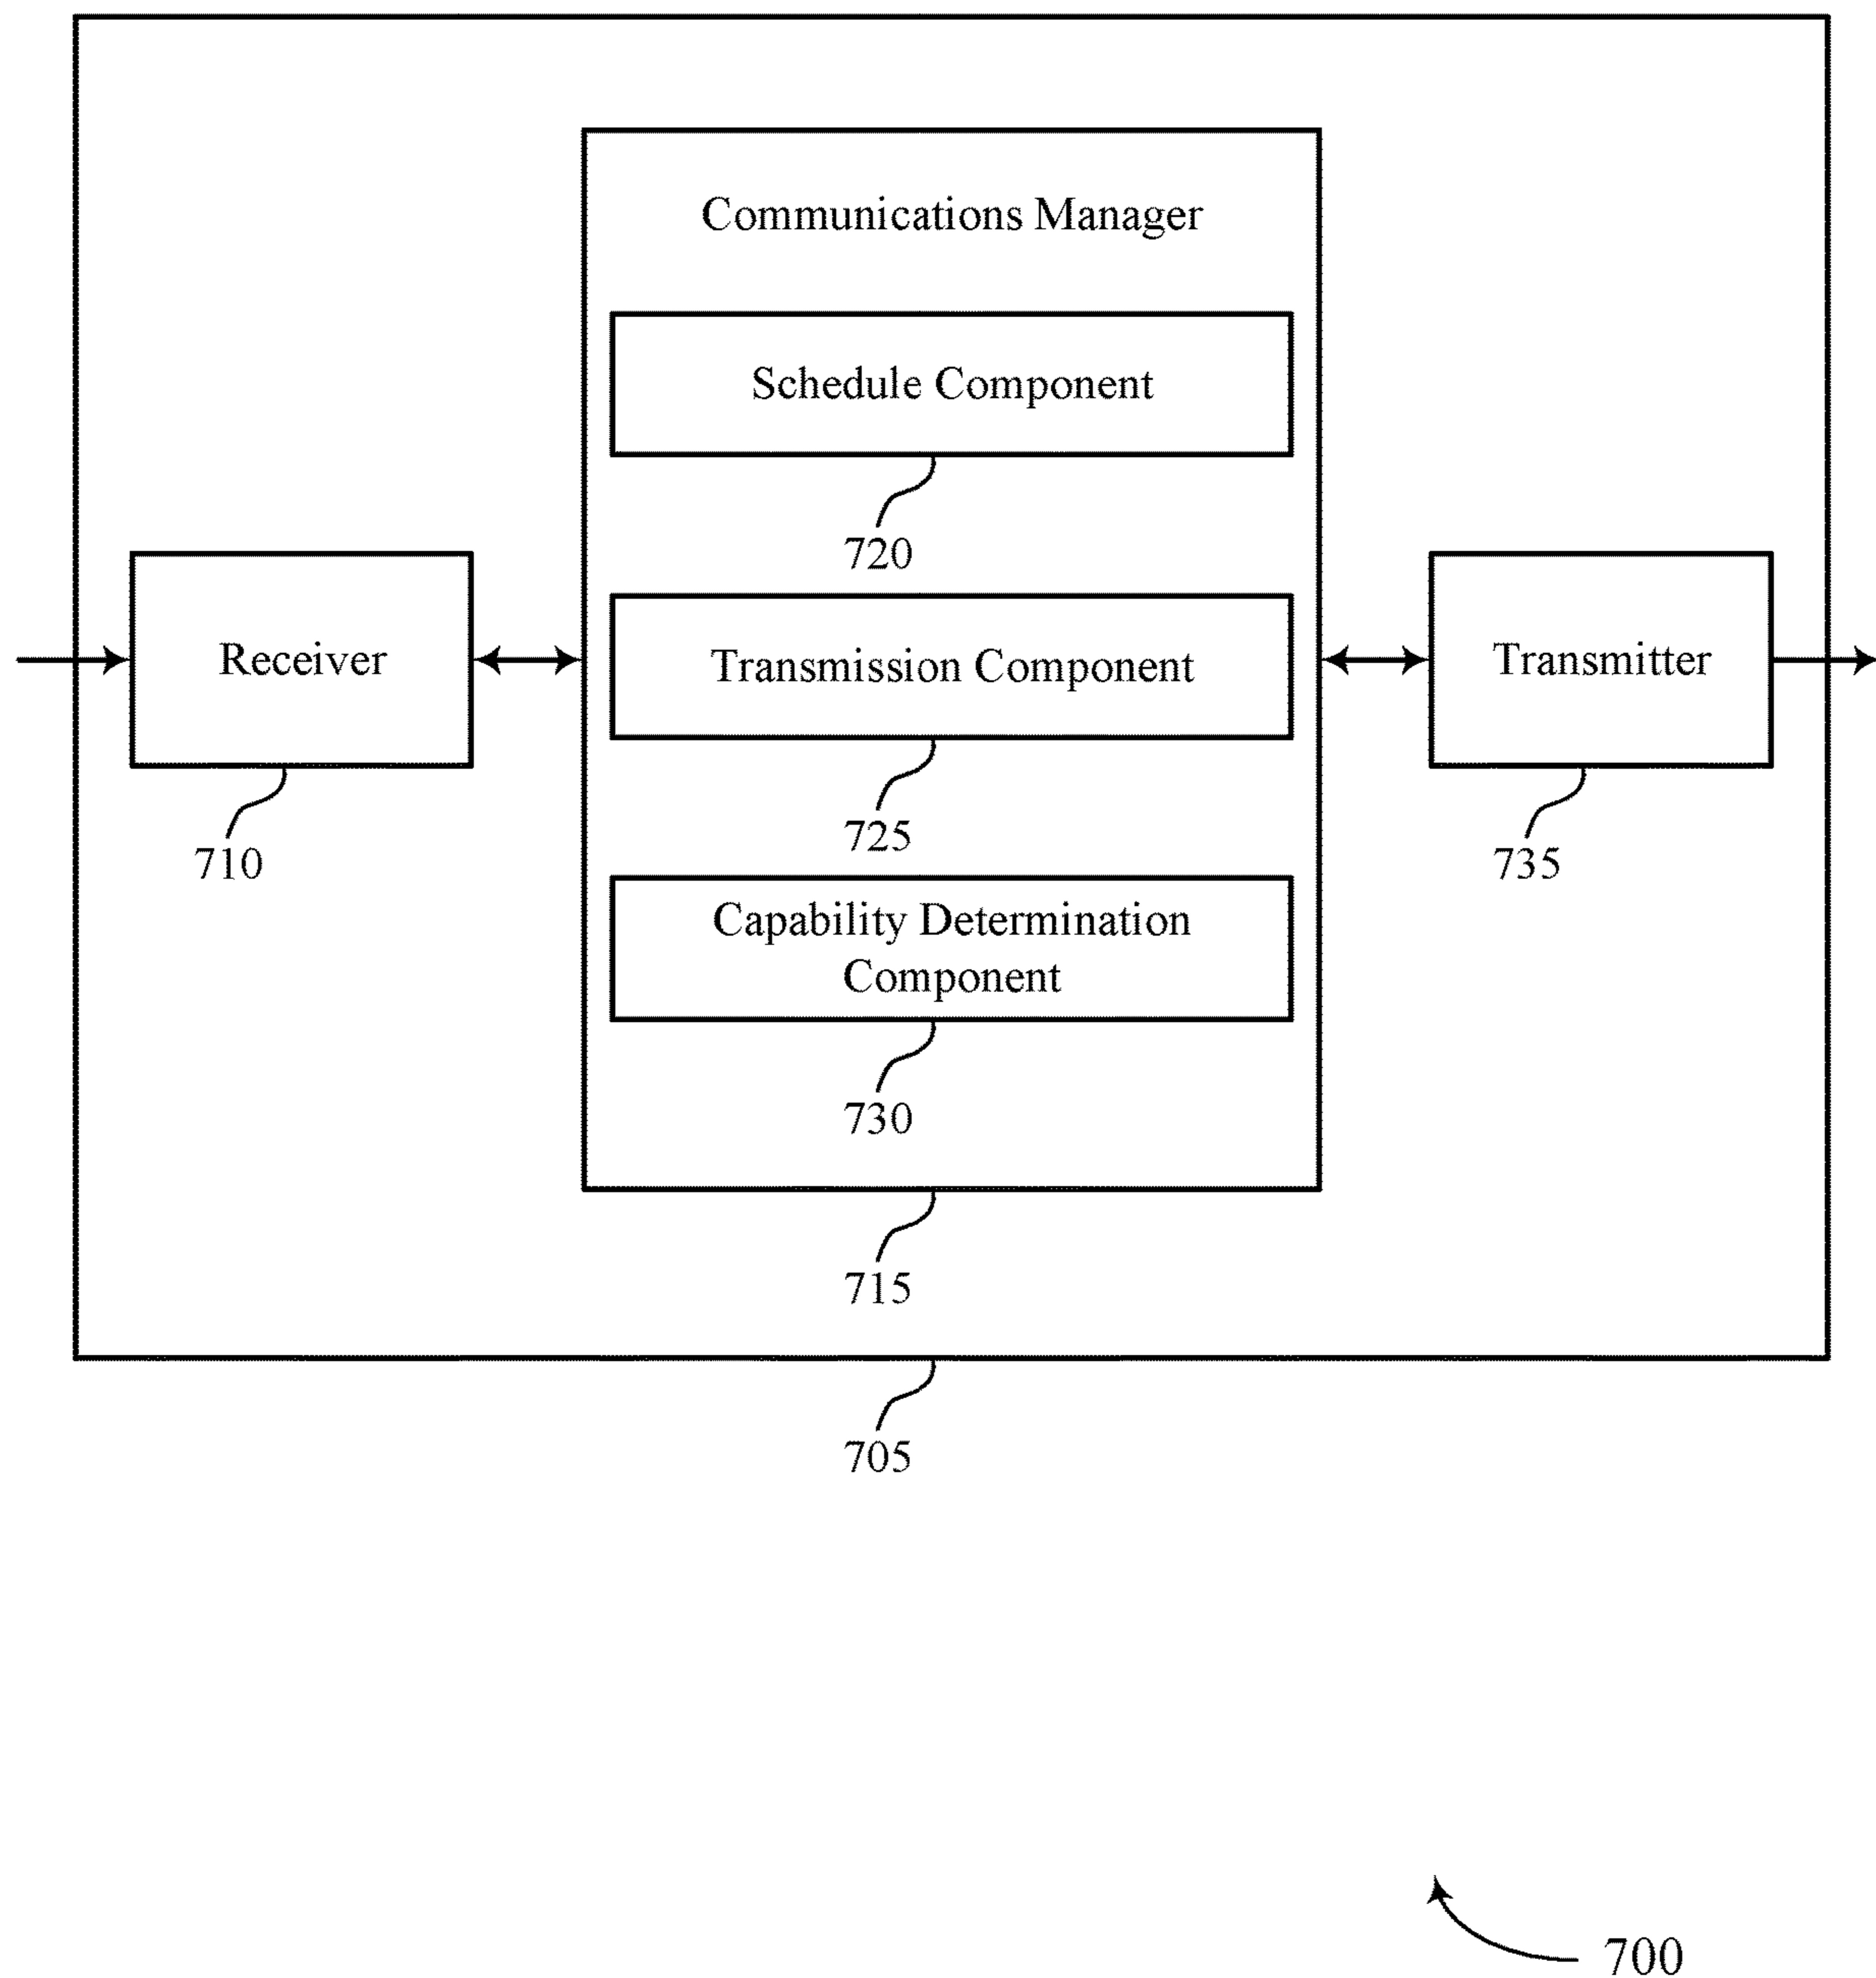 Communications Manager
Schedule Component
720
Receiver
710
Transmission Component
725
Transmitter
735
Capability Determination
Component
730
715
705
700